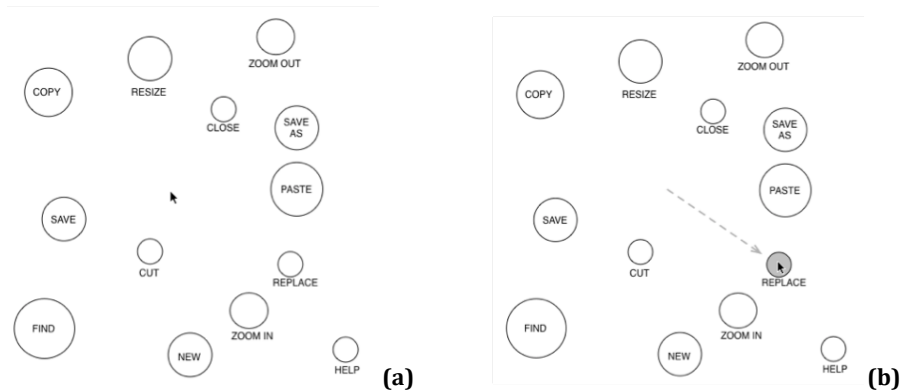 ZOOM OUT
COPY
RESIZE
CLOSE
SAVE
AS
PASTE
SAVE
CUT
REPLACE
FIND
ZOOM IN
NEW
HELP
(a)
ZOOM OUT
COPY
RESIZE
CLOSE
SAVE
AS
PASTE
SAVE
CUT
REPLACE
FIND
ZOOM IN
NEW
HELP
(b)